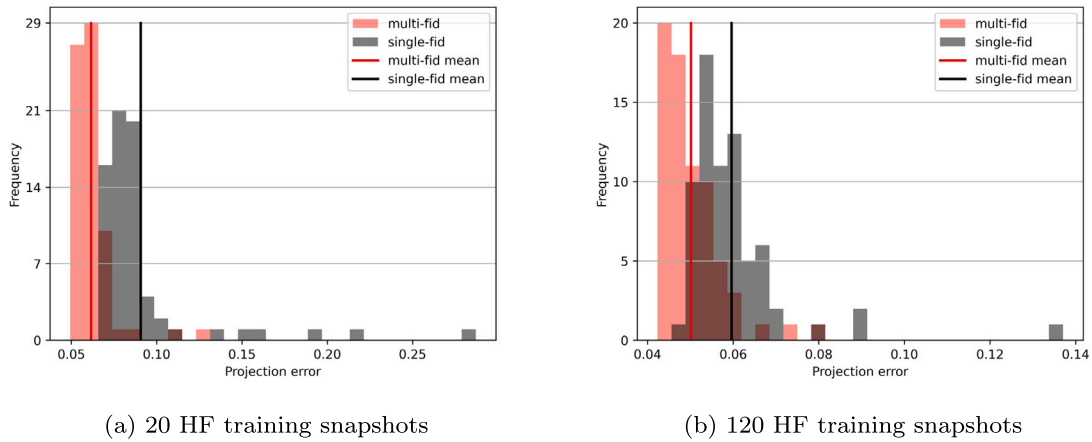 29
21
14
7
0
Frequency
0.05 0.10 0.15 0.20 0.25
Projection error
multi-fid
single-fid
multi-fid mean
single-fid mean
(a) 20 HF training snapshots
20
15
10
5
0
Frequency
0.04 0.06 0.08 0.10 0.12 0.14
Projection error
multi-fid
single-fid
multi-fid mean
single-fid mean
(b) 120 HF training snapshots